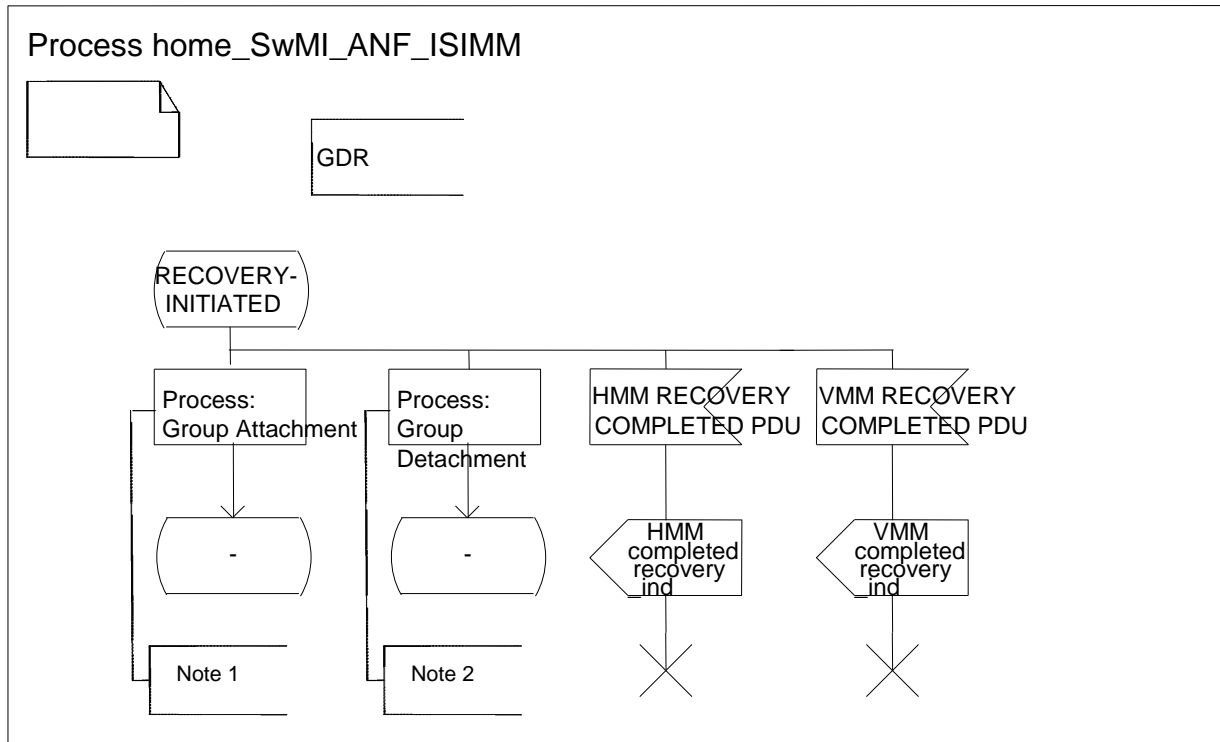 Process home_SwMI_ANF_ISIMM
GDR
RECOVERY-
INITIATED
Process:
Group Attachment
Process:
Group
Detachment
HMM RECOVERY
COMPLETED PDU
VMM RECOVERY
COMPLETED PDU
-
-
HMM
completed
recovery
_ind
VMM
completed
recovery
_ind
Note 1
Note 2